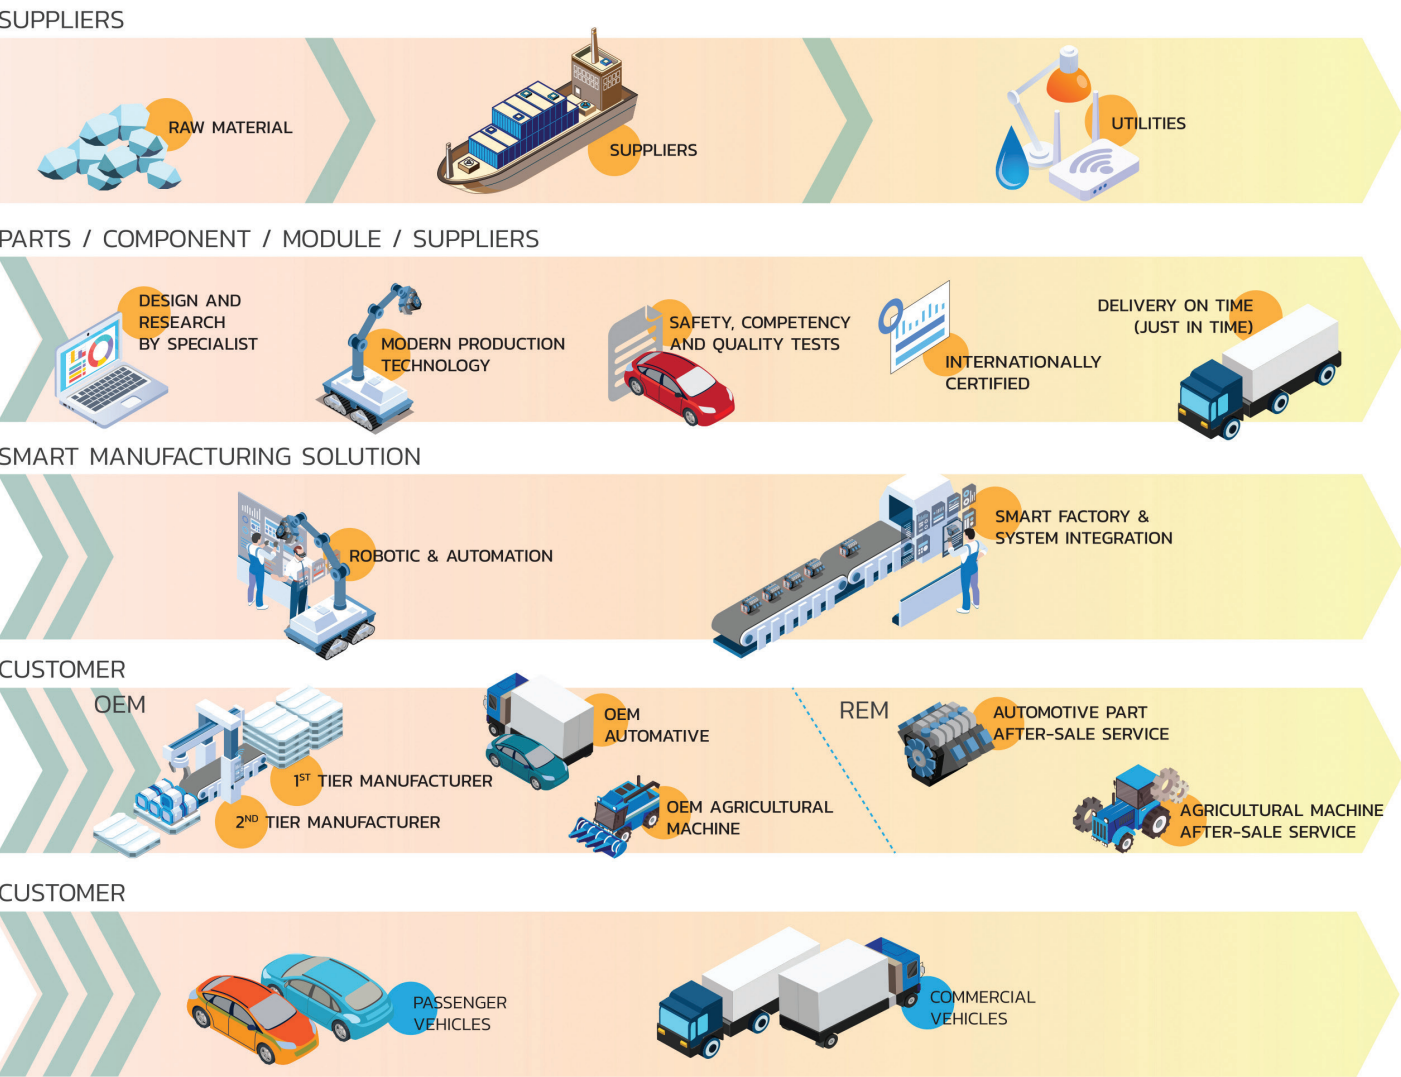 SUPPLIERS
RAW MATERIAL
SUPPLIERS
UTILITIES
PARTS / COMPONENT / MODULE / SUPPLIERS
DESIGN AND
RESEARCH
BY SPECIALIST
MODERN PRODUCTION
TECHNOLOGY
SAFETY, COMPETENCY
AND QUALITY TESTS
INTERNATIONALLY
CERTIFIED
DELIVERY ON TIME
(JUST IN TIME)
SMART MANUFACTURING SOLUTION
ROBOTIC & AUTOMATION
SMART FACTORY &
SYSTEM INTEGRATION
CUSTOMER
OEM
1ST TIER MANUFACTURER
2ND TIER MANUFACTURER
OEM
AUTOMATIVE
OEM AGRICULTURAL
MACHINE
REM
AUTOMOTIVE PART
AFTER-SALE SERVICE
AGRICULTURAL MACHINE
AFTER-SALE SERVICE
CUSTOMER
PASSENGER
VEHICLES
COMMERCIAL
VEHICLES